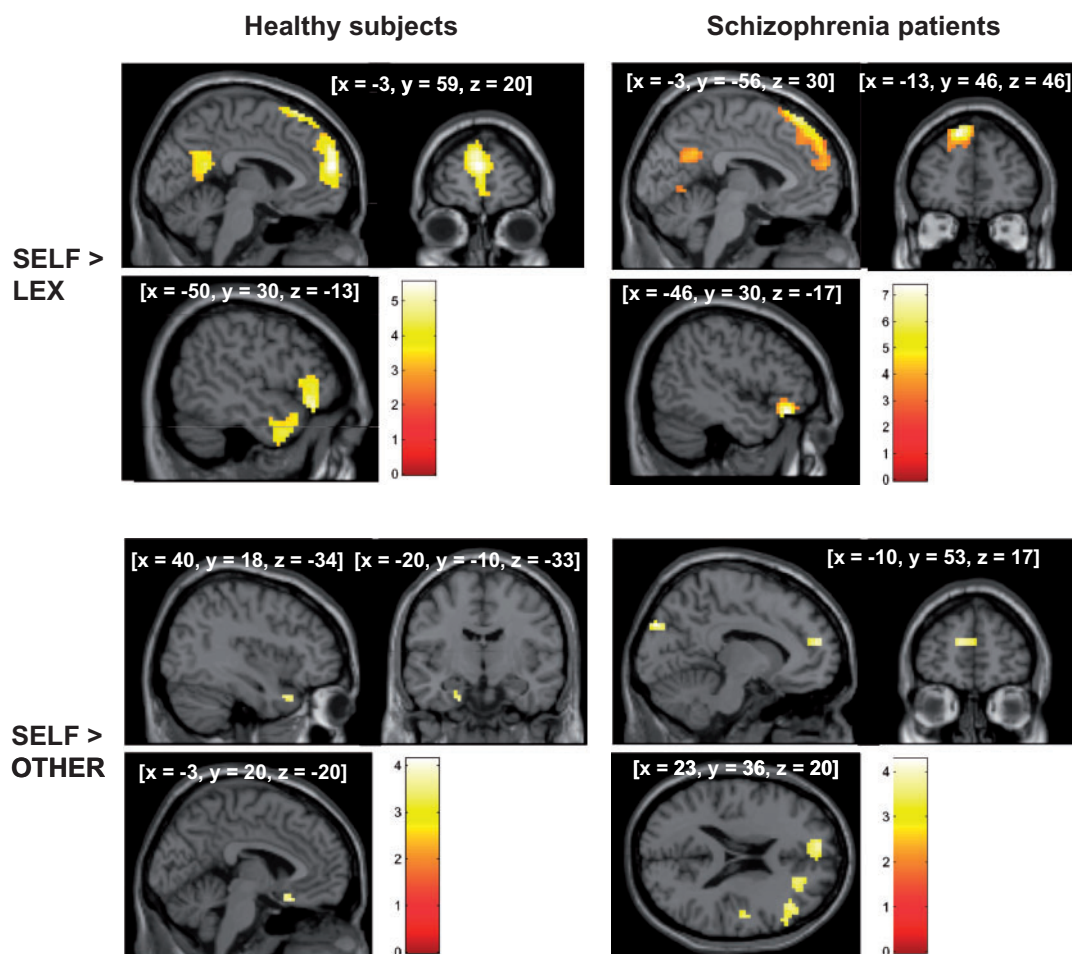 Healthy subjects
Schizophrenia patients
SELF >
LEX
[x = -3, y = 59, z = 20]
[x = -3, y = -56, z = 30]
[x = -13, y = 46, z = 46]
[x = -50, y = 30, z = -13]
5
4
3
2
1
0
[x = -46, y = 30, z = -17]
7
6
5
4
3
2
1
0
SELF >
OTHER
[x = 40, y = 18, z = -34]
[x = -20, y = -10, z = -33]
[x = -10, y = 53, z = 17]
[x = -3, y = 20, z = -20]
4
3
2
1
0
[x = 23, y = 36, z = 20]
4
3
2
1
0